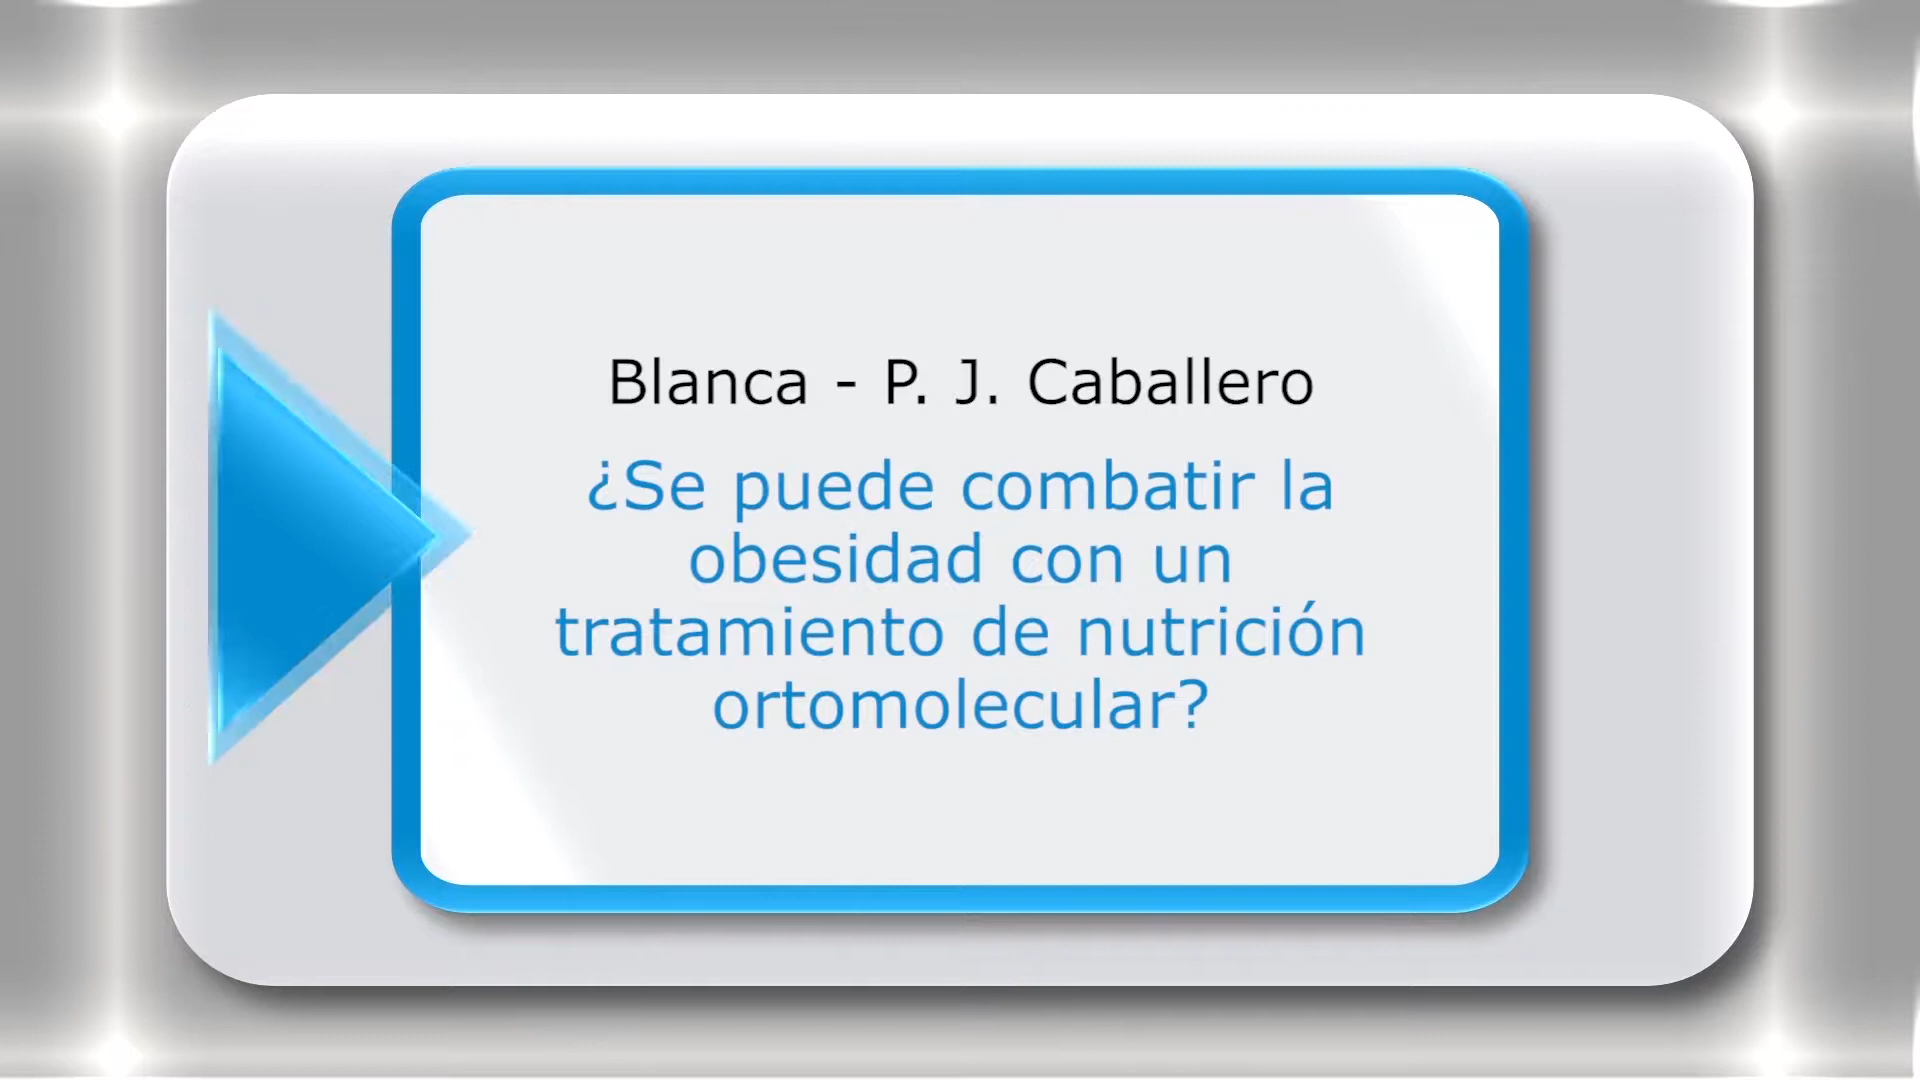 Blanca - P. J. Caballero
¿Se puede combatir la
obesidad con un
tratamiento de nutrición
ortomolecular?